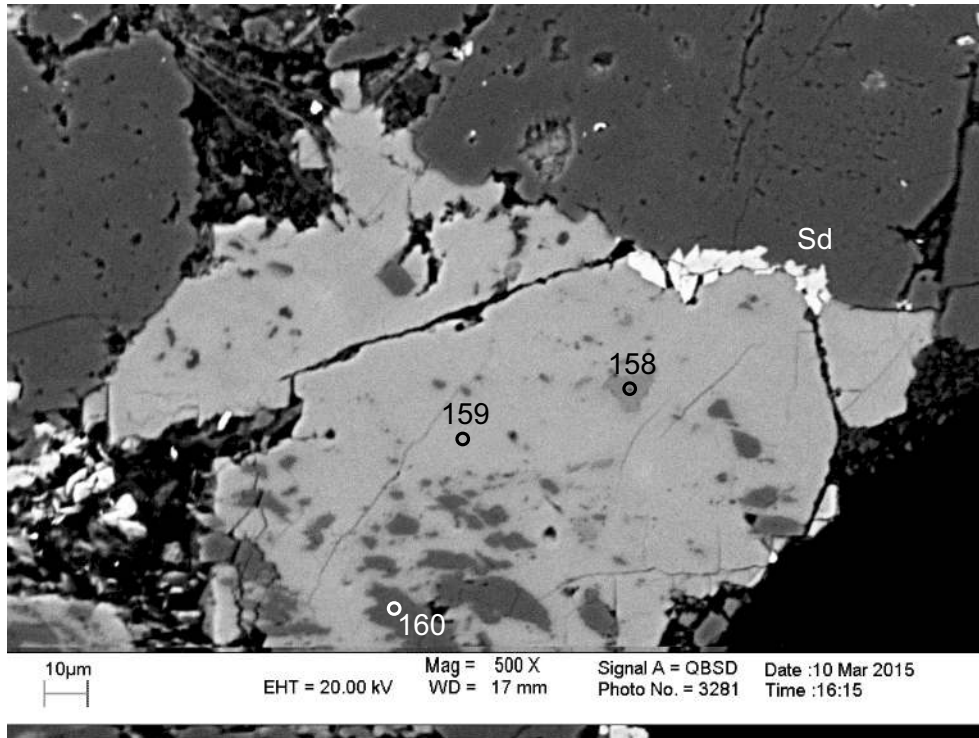 Sd
158
159
160
10µm
EHT = 20.00 kV
Mag = 500 X
WD = 17 mm
Signal A = QBSD
Photo No. = 3281
Date :10 Mar 2015
Time :16:15